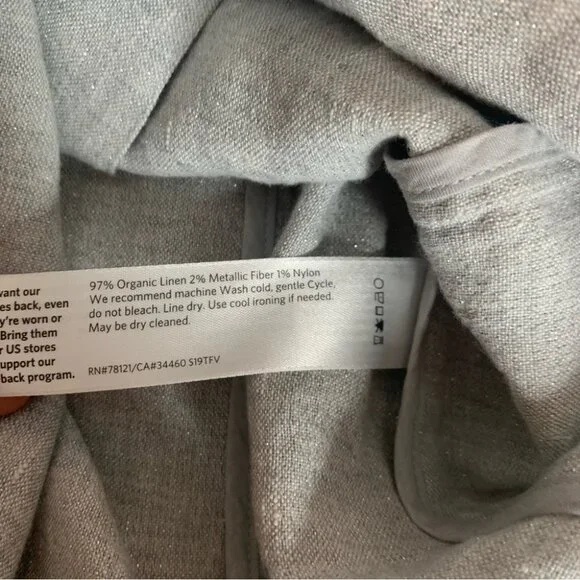 want our
es back, even
y're worn or
Bring them
r US stores
upport our
back program.
97% Organic Linen 2% Metallic Fiber 1% Nylon
We recommend machine Wash cold, gentle Cycle,
do not bleach. Line dry. Use cool ironing if needed.
May be dry cleaned.
RN#78121/CA#34460 S19TFV